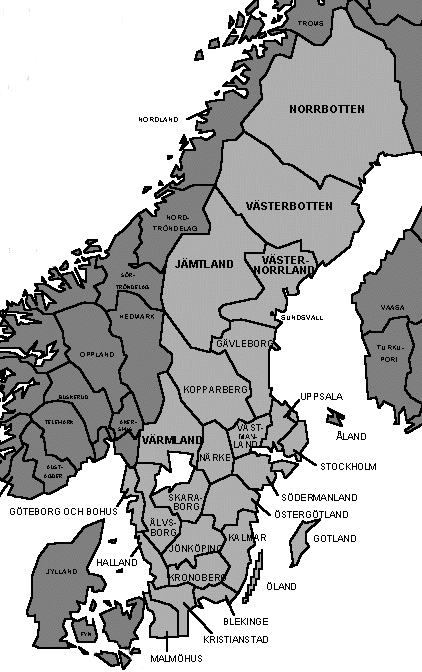 TROMS
NORRBOTTEN
NORDLAND
VÄSTERBOTTEN
NORD-
TRÖNDELAG
JÄMTLAND
VÄSTER-
NORRLAND
SÖR-
TRÖNDELAG
HEDMARK
SUNDSVALL
VAASA
GÄVLEBORG
TURKU-
PORI
OPPLAND
KOPPARBERG
BUSKERUD
UPPSALA
TELEMARK
VÄST-
MAN-
LAND
ÅLAND
VÄRMLAND
NÄRKE
STOCKHOLM
SKARA-
BORG
SÖDERMANLAND
GÖTEBORG OCH BOHUS
ÖSTERGÖTLAND
ÄLVS-
BORG
KALMAR
GOTLAND
JÖNKÖPING
HALLAND
JYLLAND
KRONOBERG
ÖLAND
BLEKINGE
FYN
KRISTIANSTAD
MALMÖHUS